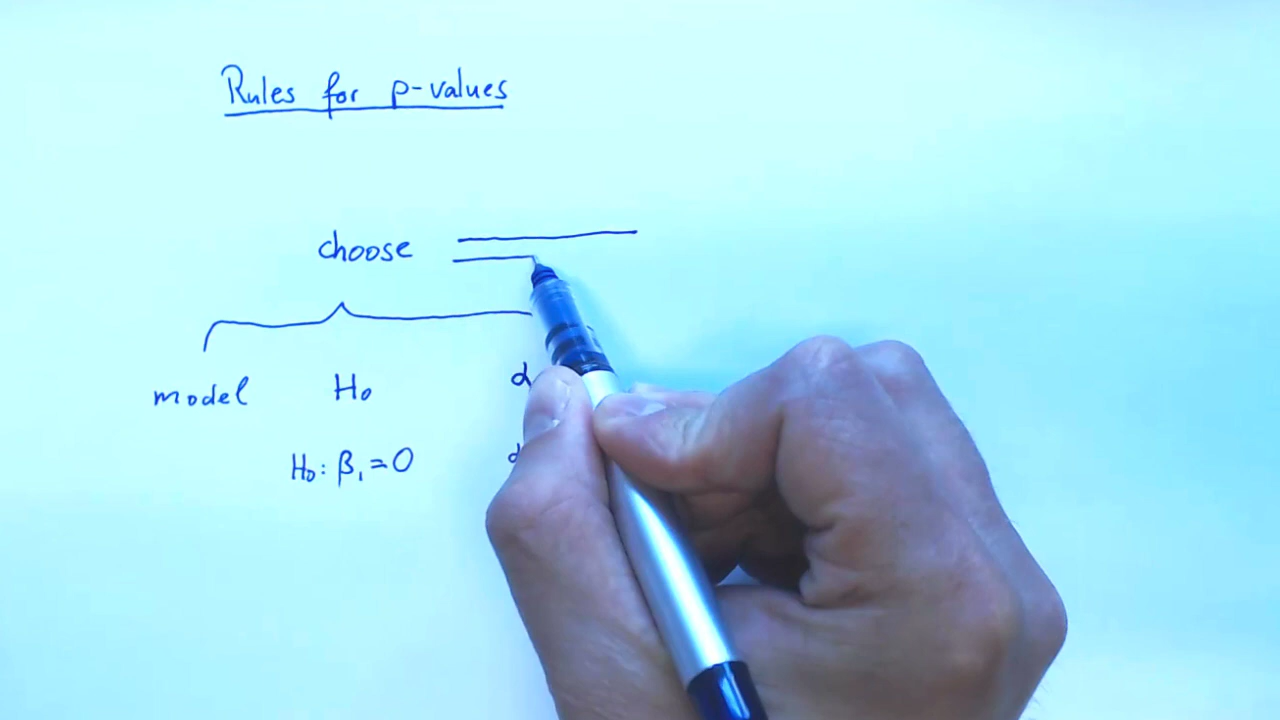 Rules for p-values
choose
model H₀ α
H₀: β₁ = 0